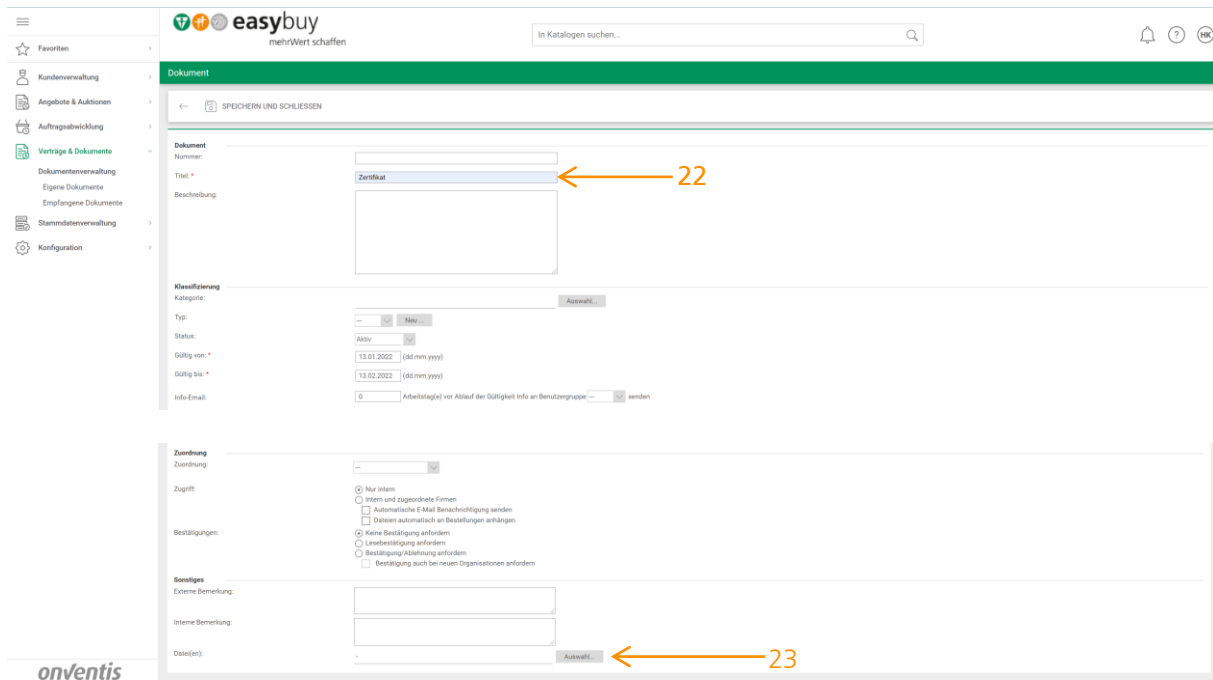 easybuy
mehrWert schaffen
In Katalogen suchen...
?
HK
Favoriten
Kundenverwaltung
Angebote & Auktionen
Auftragsabwicklung
Verträge & Dokumente
Dokumentenverwaltung
Eigene Dokumente
Empfangene Dokumente
Stammdatenverwaltung
Konfiguration
Dokument
SPEICHERN UND SCHLIESSEN
Dokument
Nummer:
Titel: * Zertifikat 22
Beschreibung:
Klassifizierung
Kategorie: Auswahl...
Typ: --- Neu ...
Status: Aktiv
Gültig von: * 13.01.2022 (dd.mm.yyyy)
Gültig bis: * 13.02.2022 (dd.mm.yyyy)
Info-Email: 0 Arbeitstag(e) vor Ablauf der Gültigkeit Info an Benutzergruppe --- senden
Zuordnung
Zuordnung: ---
Zugriff: Nur intern
Intern und zugeordnete Firmen
Automatische E-Mail Benachrichtigung senden
Dateien automatisch an Bestellungen anhängen
Bestätigungen: Keine Bestätigung anfordern
Lesebestätigung anfordern
Bestätigung/Ablehnung anfordern
Bestätigung auch bei neuen Organisationen anfordern
Sonstiges
Externe Bemerkung:
Interne Bemerkung:
Datei(en): - Auswahl... 23
onventis